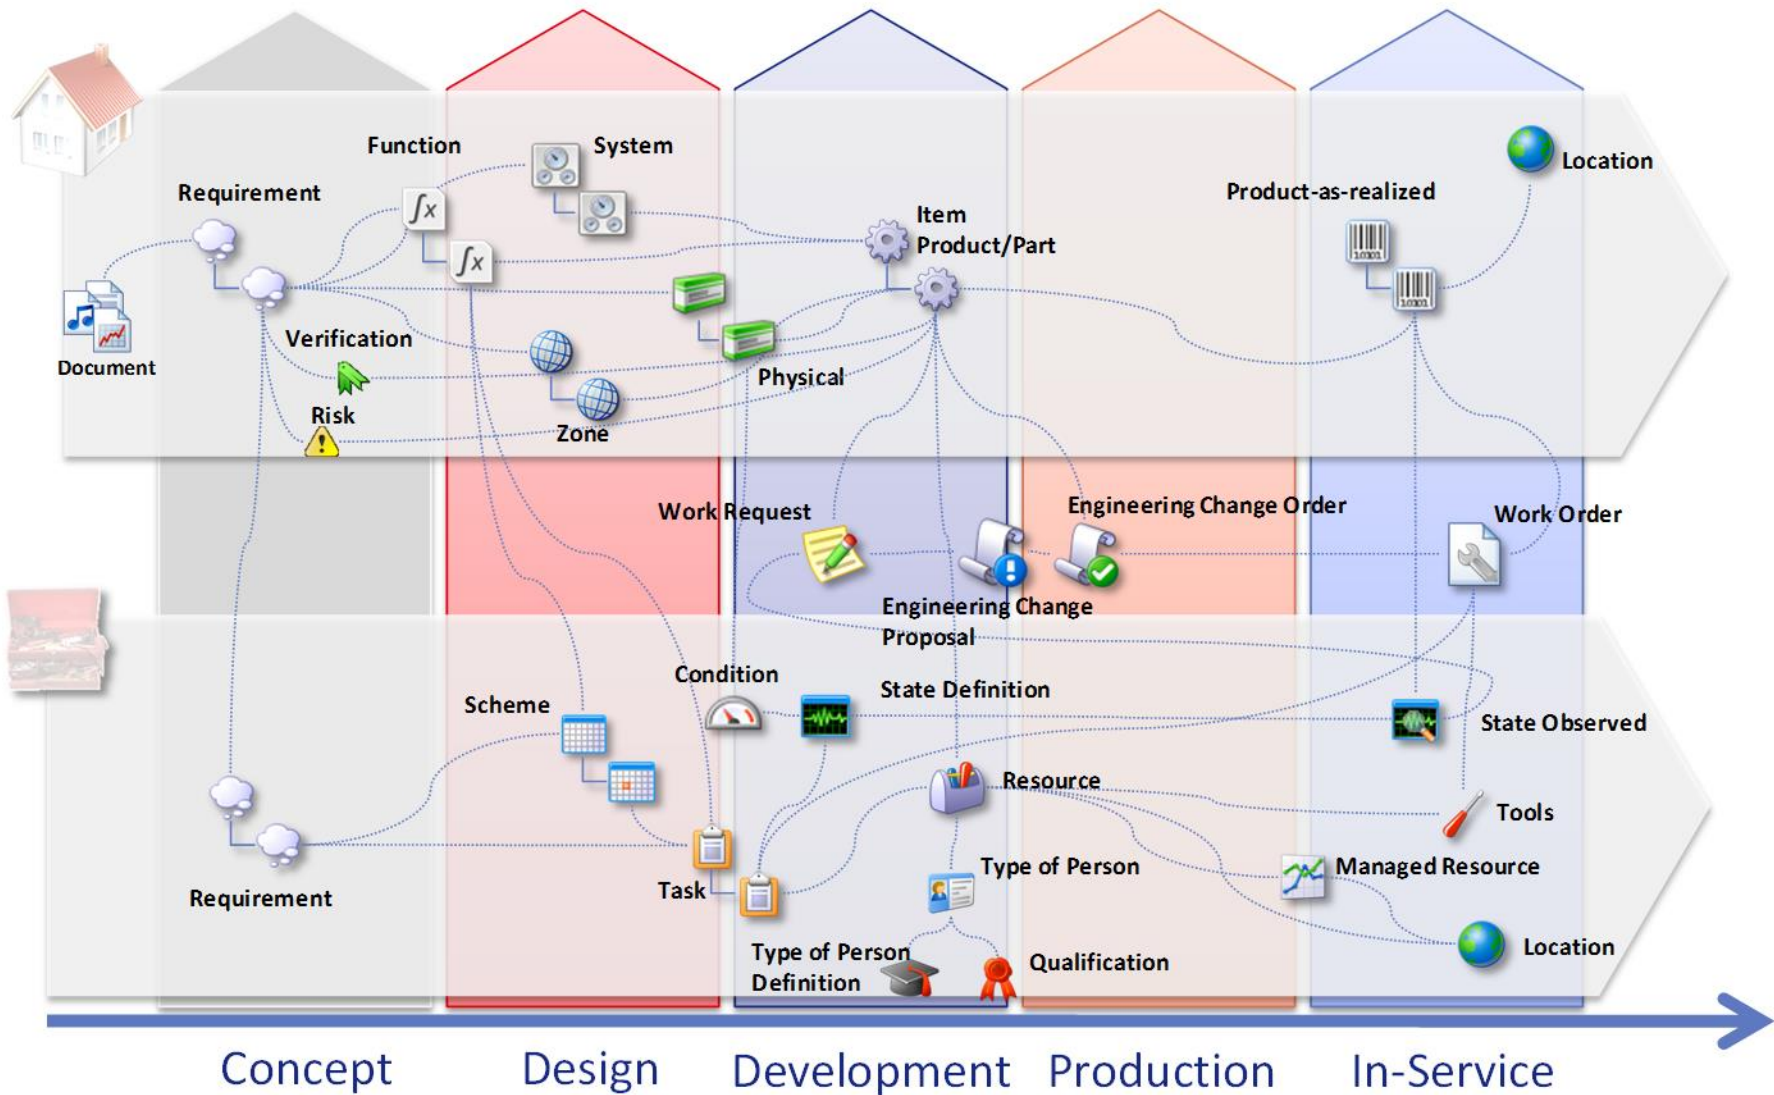 Function
System
Location
Requirement
Product-as-realized
Item
Product/Part
Verification
Document
Physical
Risk
Zone
Work Request
Engineering Change Order
Work Order
Engineering Change
Proposal
Condition
State Definition
Scheme
State Observed
Resource
Tools
Type of Person
Managed Resource
Task
Requirement
Type of Person
Definition
Qualification
Location
Concept
Design
Development
Production
In-Service